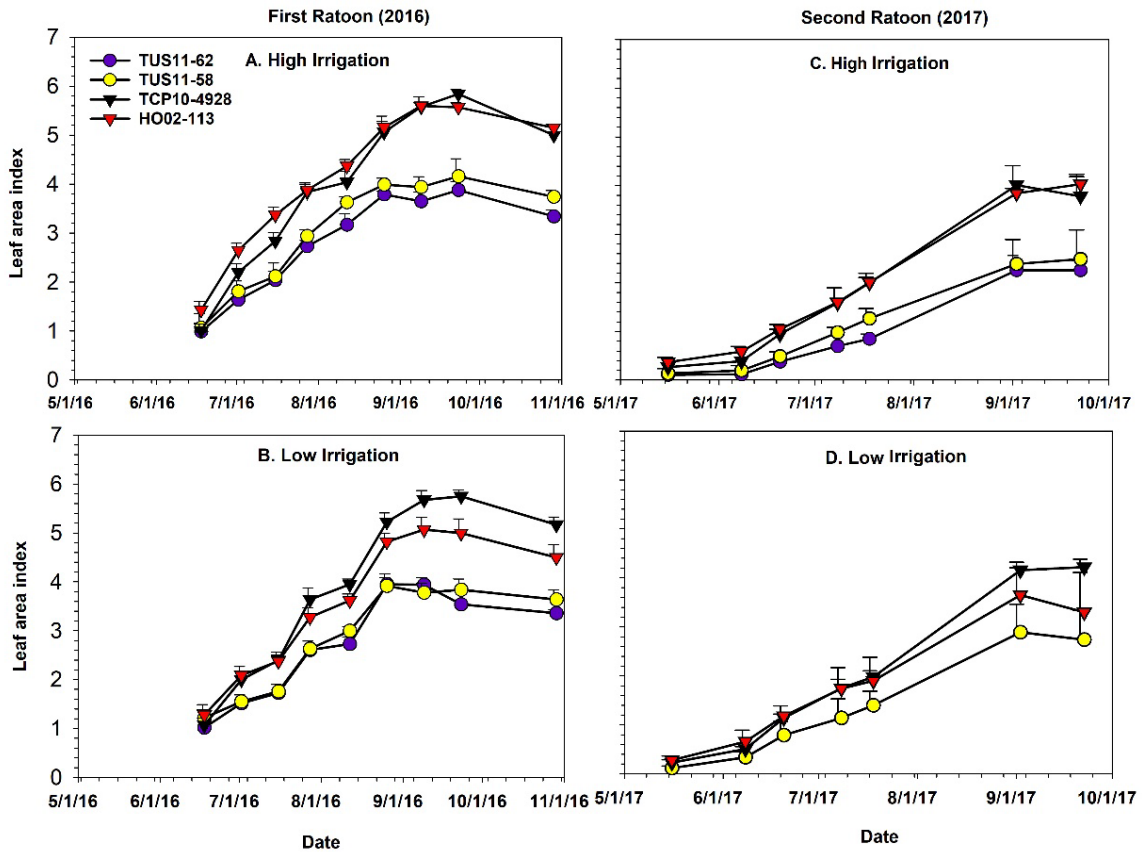 First Ratoon (2016)
Second Ratoon (2017)
7
6
5
4
3
2
1
0
Leaf area index
TUS11-62
TUS11-58
TCP10-4928
HO02-113
A. High Irrigation
5/1/16 6/1/16 7/1/16 8/1/16 9/1/16 10/1/16 11/1/16
C. High Irrigation
5/1/17 6/1/17 7/1/17 8/1/17 9/1/17 10/1/17
7
6
5
4
3
2
1
0
Leaf area index
B. Low Irrigation
5/1/16 6/1/16 7/1/16 8/1/16 9/1/16 10/1/16 11/1/16
Date
D. Low Irrigation
5/1/17 6/1/17 7/1/17 8/1/17 9/1/17 10/1/17
Date